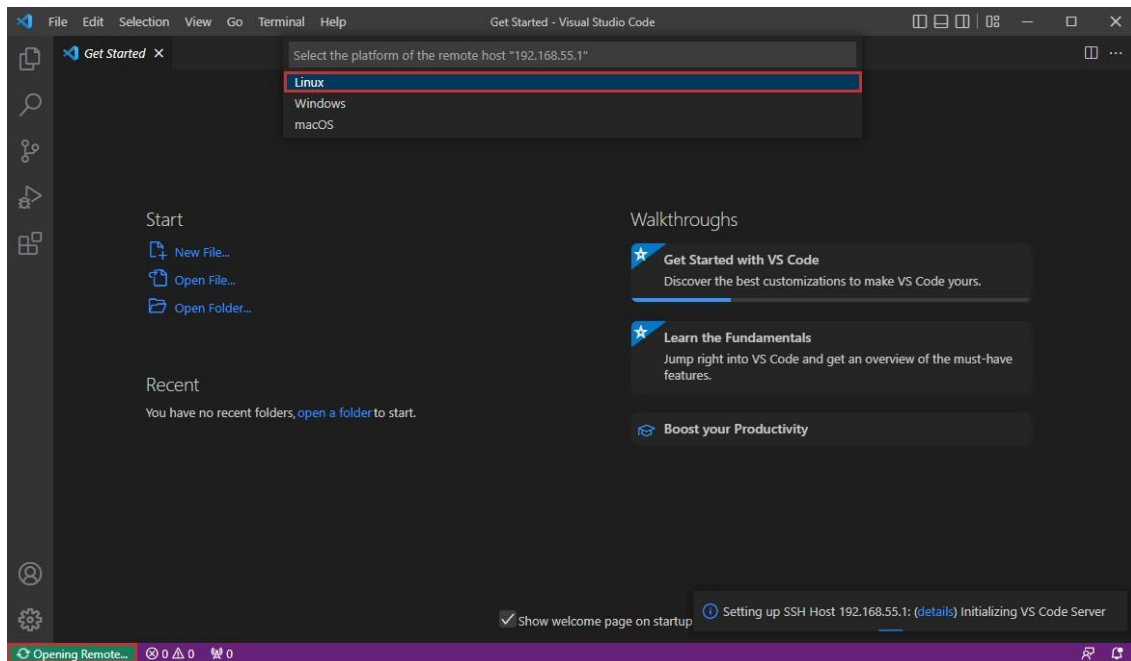 File Edit Selection View Go Terminal Help Get Started - Visual Studio Code
Get Started
Select the platform of the remote host "192.168.55.1"
Linux
Windows
macOS
Start
New File...
Open File...
Open Folder...
Recent
You have no recent folders, open a folder to start.
Walkthroughs
Get Started with VS Code
Discover the best customizations to make VS Code yours.
Learn the Fundamentals
Jump right into VS Code and get an overview of the must-have
features.
Boost your Productivity
Show welcome page on startup
Setting up SSH Host 192.168.55.1: (details) Initializing VS Code Server
Opening Remote... 0 0 0